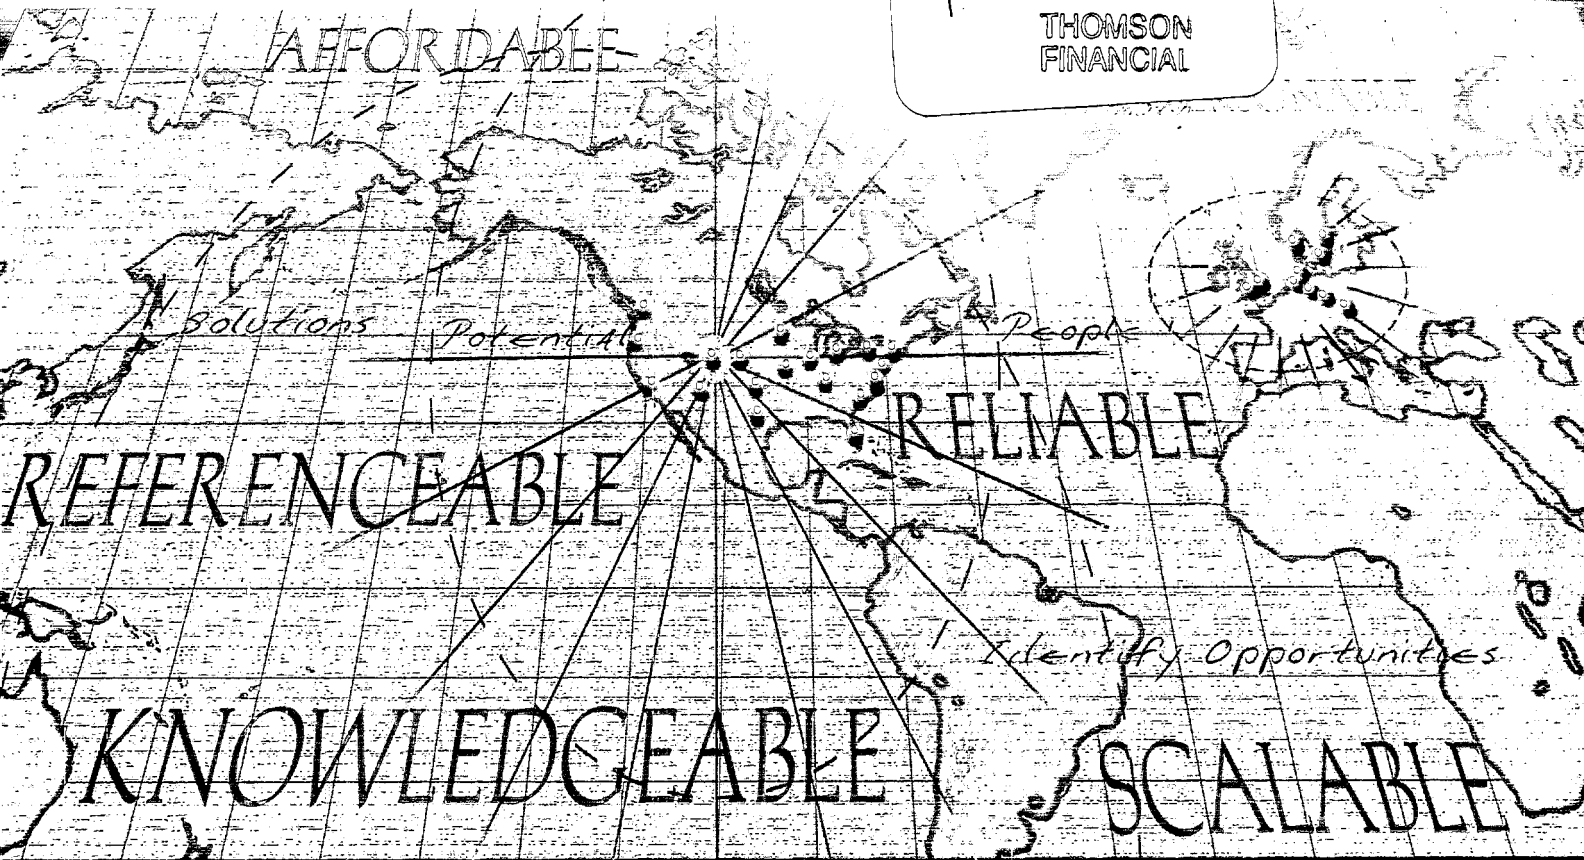 THOMSON
FINANCIAL
AFFORDABLE
Solutions
Potential
People
RELIABLE
REFERENCEABLE
Identify Opportunities
KNOWLEDGEABLE
SCALABLE